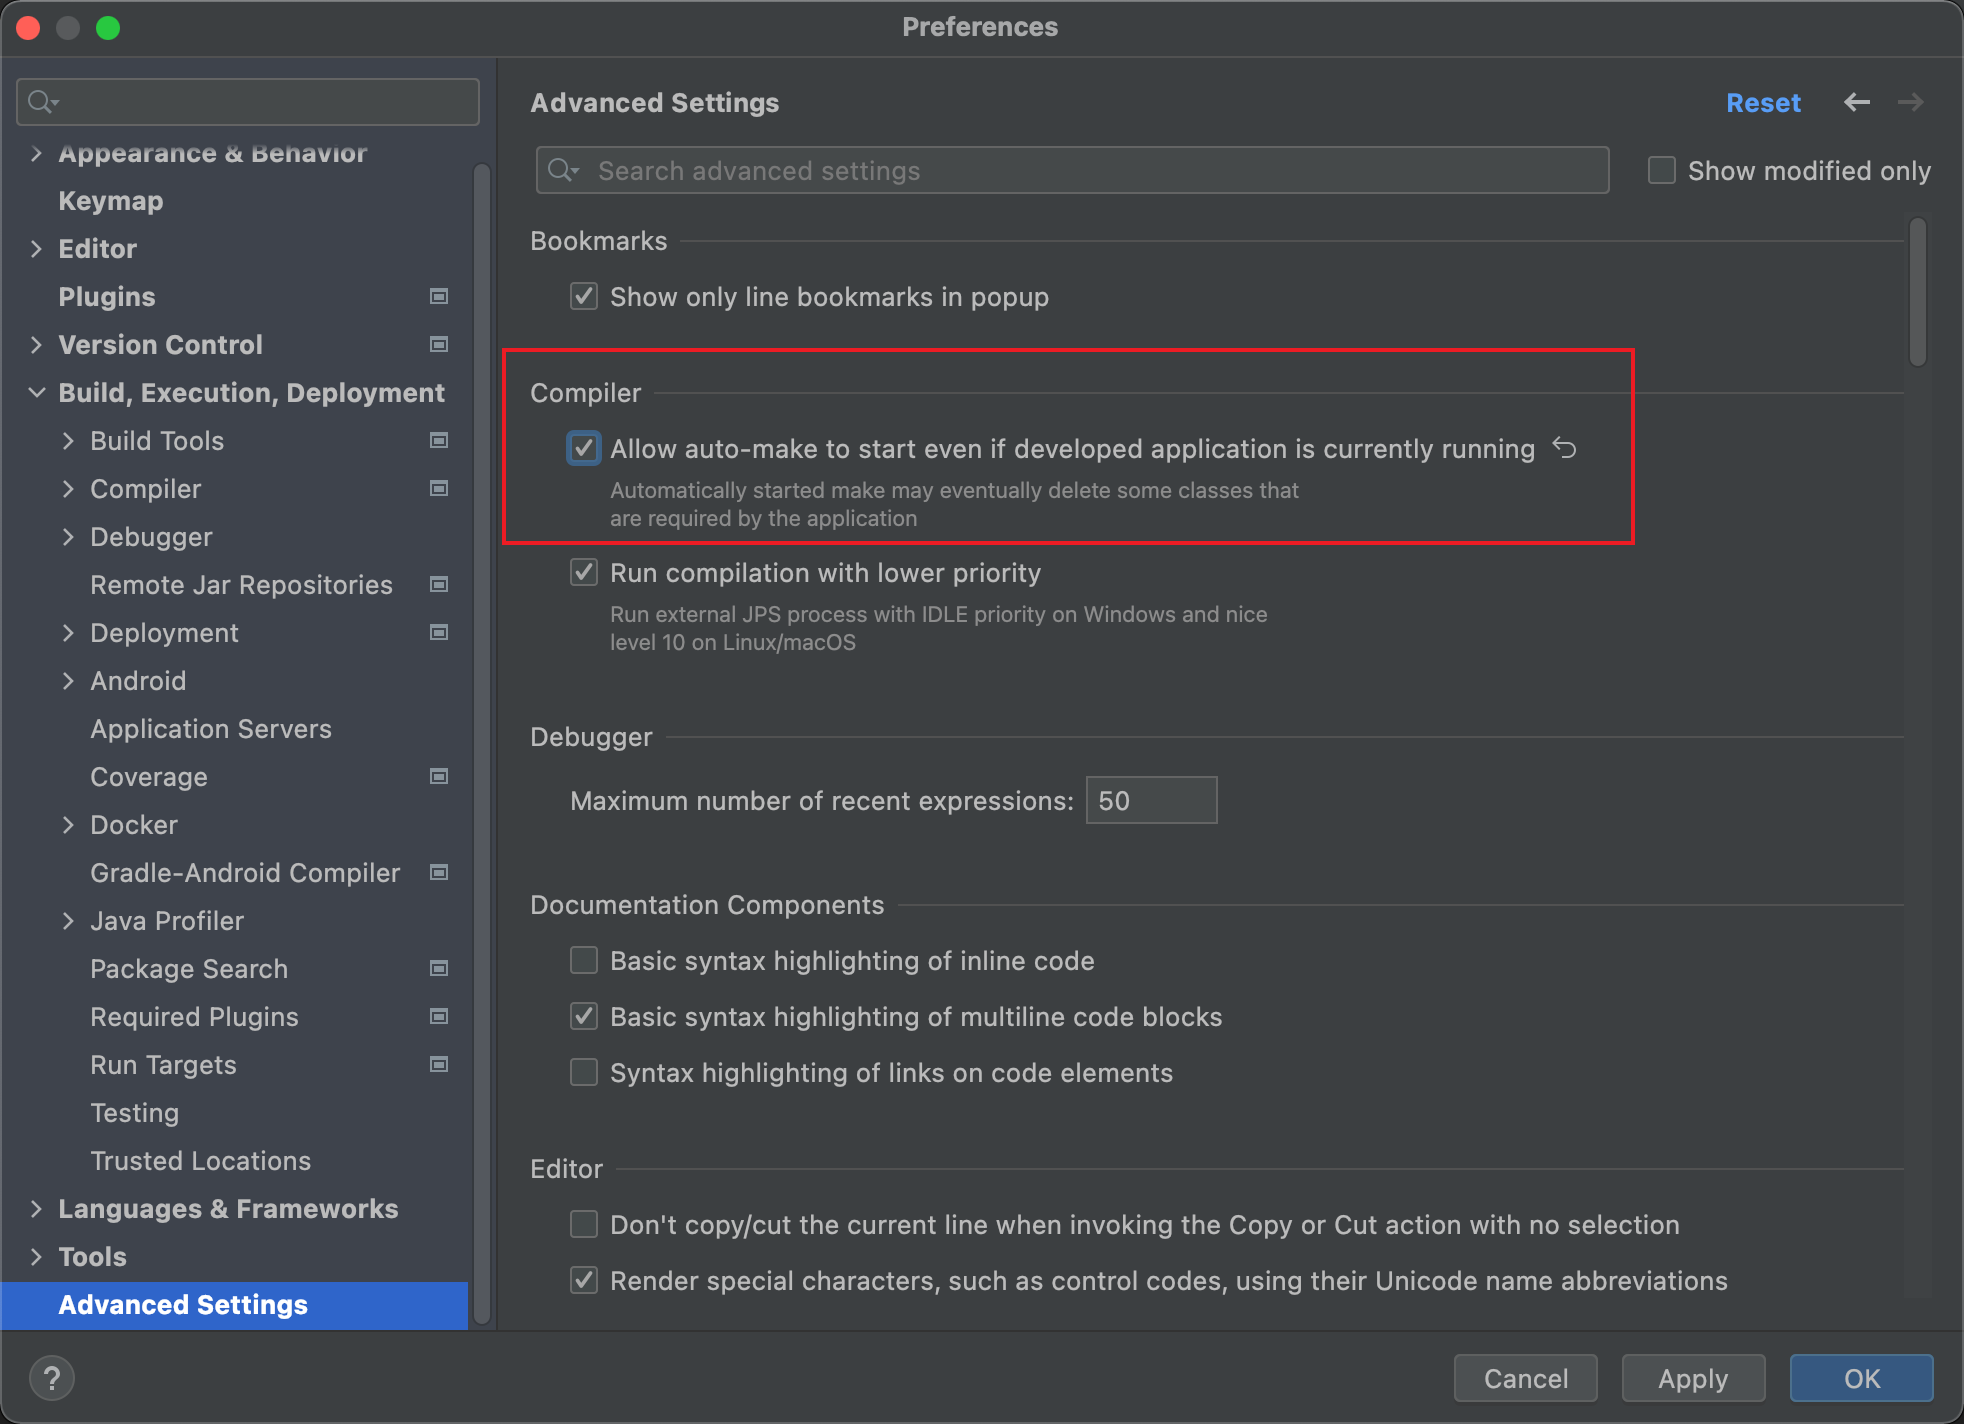 Preferences
Appearance & Behavior
Keymap
Editor
Plugins
Version Control
Build, Execution, Deployment
Build Tools
Compiler
Debugger
Remote Jar Repositories
Deployment
Android
Application Servers
Coverage
Docker
Gradle-Android Compiler
Java Profiler
Package Search
Required Plugins
Run Targets
Testing
Trusted Locations
Languages & Frameworks
Tools
Advanced Settings
Advanced Settings
Reset
Search advanced settings
Show modified only
Bookmarks
Show only line bookmarks in popup
Compiler
Allow auto-make to start even if developed application is currently running
Automatically started make may eventually delete some classes that
are required by the application
Run compilation with lower priority
Run external JPS process with IDLE priority on Windows and nice
level 10 on Linux/macOS
Debugger
Maximum number of recent expressions: 50
Documentation Components
Basic syntax highlighting of inline code
Basic syntax highlighting of multiline code blocks
Syntax highlighting of links on code elements
Editor
Don't copy/cut the current line when invoking the Copy or Cut action with no selection
Render special characters, such as control codes, using their Unicode name abbreviations
?
Cancel
Apply
OK